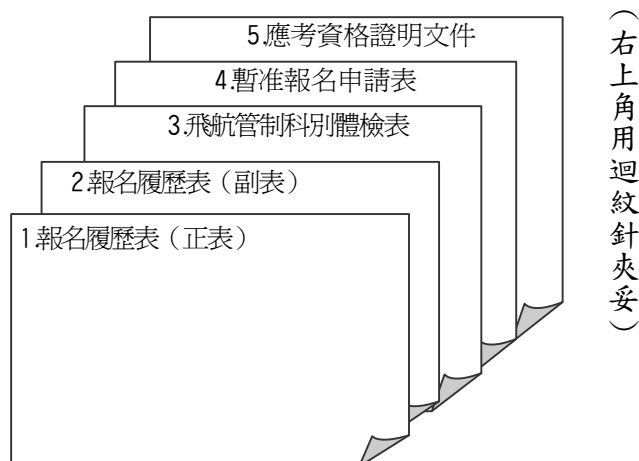 5.應考資格證明文件
4.暫准報名申請表
3.飛航管制科別體檢表
2.報名履歷表（副表）
1.報名履歷表（正表）
（右上角用迴紋針夾妥）